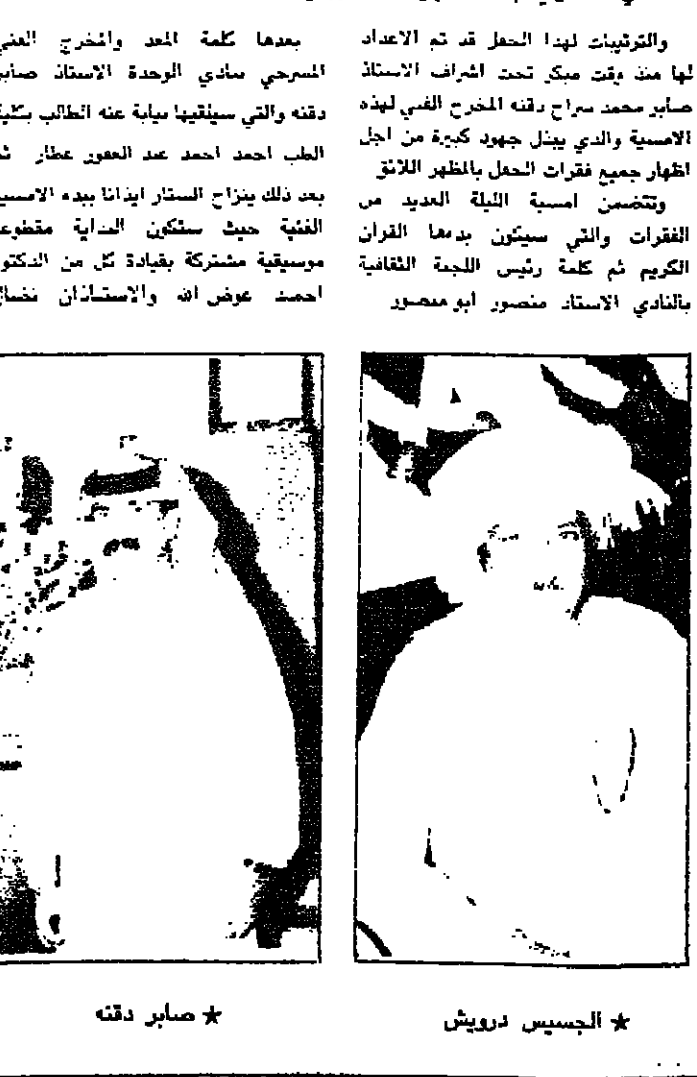 والترتيبات لهذا الحفل قد تم الاعداد
لها منذ وقت مبكر تحت اشراف الاستاذ
صابر محمد سراج دقنه المخرج الفني لهذه
الامسية والذي يبذل جهود كبيرة من اجل
اظهار جميع فقرات الحفل بالمظهر اللائق
وتتضمن امسية الليلة العديد من
الفقرات والتي سيكون بدءها القران
الكريم ثم كلمة رئيس اللجنة الثقافية
بالنادي الاستاذ منصور ابو منصور
بعدها كلمة المعد والمخرج الفني
المسرحي بنادي الوحدة الاستاذ صابر
دقنه والتي سيلقيها نيابة عنه الطالب بكلية
الطب احمد احمد عبد الغفور عطار
بعد ذلك ينزاح الستار ايذانا ببدء الامسية
الفنية حيث ستكون البداية مقطوعة
موسيقية مشتركة بقيادة كل من الدكتور
احمد عوض الله والاستاذان نضال
★ الجسيس درويش
★ صابر دقنه